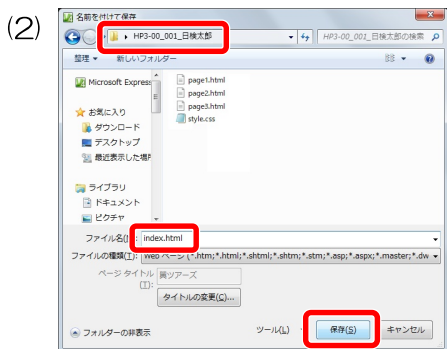 (2)
名前を付けて保存
HP3-00_001_日検太郎
HP3-00_001_日検太郎の検索
整理 新しいフォルダー
Microsoft Express
お気に入り
ダウンロード
デスクトップ
最近表示した場所
ライブラリ
ドキュメント
ピクチャ
page1.html
page2.html
page3.html
style.css
ファイル名(N): index.html
ファイルの種類(T): Web ページ (*.htm;*.html;*.shtml;*.shtm;*.stm;*.asp;*.aspx;*.master;*.dw
ページ タイトル(T): 翼ツアーズ
タイトルの変更(C)...
フォルダーの非表示
ツール(L) 保存(S) キャンセル